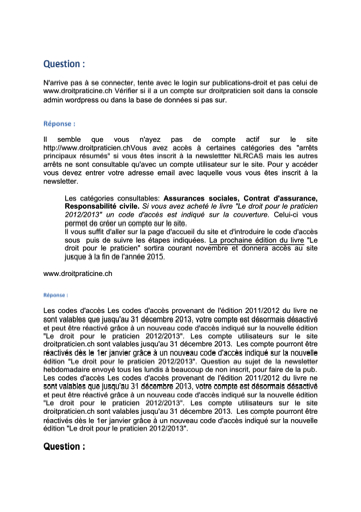 Question :
N'arrive pas à se connecter, tente avec le login sur publications-droit et pas celui de
www.droitpraticine.ch Vérifier si il a un compte sur droitpraticien soit dans la console
admin wordpress ou dans la base de données si pas sur.
Réponse :
Il semble que vous n'ayez pas de compte actif sur le site
http://www.droitpraticien.chVous avez accès à certaines catégories des "arrêts
principaux résumés" si vous êtes inscrit à la newslettter NLRCAS mais les autres
arrêts ne sont consultable qu'avec un compte utilisateur sur le site. Pour y accéder
vous devez entrer votre adresse email avec laquelle vous vous êtes inscrit à la
newsletter.
Les catégories consultables: Assurances sociales, Contrat d'assurance,
Responsabilité civile. Si vous avez acheté le livre "Le droit pour le praticien
2012/2013" un code d'accès est indiqué sur la couverture. Celui-ci vous
permet de créer un compte sur le site.
Il vous suffit d'aller sur la page d'accueil du site et d'introduire le code d'accès
sous puis de suivre les étapes indiquées. La prochaine édition du livre "Le
droit pour le praticien" sortira courant novembre et donnera accès au site
jusque à la fin de l'année 2015.
www.droitpraticine.ch
Réponse :
Les codes d'accès Les codes d'accès provenant de l'édition 2011/2012 du livre ne
sont valables que jusqu'au 31 décembre 2013, votre compte est désormais désactivé
et peut être réactivé grâce à un nouveau code d'accès indiqué sur la nouvelle édition
"Le droit pour le praticien 2012/2013". Les compte utilisateurs sur le site
droitpraticien.ch sont valables jusqu'au 31 décembre 2013. Les compte pourront être
réactivés dès le 1er janvier grâce à un nouveau code d'accès indiqué sur la nouvelle
édition "Le droit pour le praticien 2012/2013". Question au sujet de la newsletter
hebdomadaire envoyé tous les lundis à beaucoup de non inscrit, pour faire de la pub.
Les codes d'accès Les codes d'accès provenant de l'édition 2011/2012 du livre ne
sont valables que jusqu'au 31 décembre 2013, votre compte est désormais désactivé
et peut être réactivé grâce à un nouveau code d'accès indiqué sur la nouvelle édition
"Le droit pour le praticien 2012/2013". Les compte utilisateurs sur le site
droitpraticien.ch sont valables jusqu'au 31 décembre 2013. Les compte pourront être
réactivés dès le 1er janvier grâce à un nouveau code d'accès indiqué sur la nouvelle
édition "Le droit pour le praticien 2012/2013".
Question :